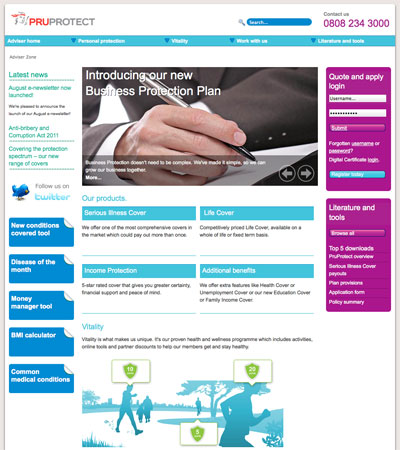 PRUPROTECT
Search...
Contact us
0808 234 3000
Adviser home
Personal protection
Vitality
Work with us
Literature and tools
Adviser Zone
Latest news
August e-newsletter now
launched!
We're pleased to announce the
launch of our August e-newsletter!
Anti-bribery and
Corruption Act 2011
Covering the protection
spectrum – our new
range of covers
Follow us on
twitter
New conditions
covered tool
Disease of the
month
Money
manager tool
BMI calculator
Common
medical conditions
Introducing our new
Business Protection Plan
Business Protection doesn't need to be complex. We've made it simple, so we can
grow our business together.
More...
Our products.
Serious Illness Cover
We offer one of the most comprehensive covers in
the market which could pay out more than once.
Life Cover
Competitively priced Life Cover, available on a
whole of life or fixed term basis.
Income Protection
5-star rated cover that gives you greater certainty,
financial support and peace of mind.
Additional benefits
We offer extra features like Health Cover or
Unemployment Cover or our new Education Cover
or Family Income Cover.
Vitality
Vitality is what makes us unique. It's our proven health and wellness programme which includes activities,
online tools and partner discounts to help our members get and stay healthy.
10
20
5
Quote and apply
login
Username...
Submit
Forgotten username or
password?
Digital Certificate login.
Register today
Literature and
tools
Browse all
Top 5 downloads
PruProtect overview
Serious Illness Cover
payouts
Plan provisions
Application form
Policy summary